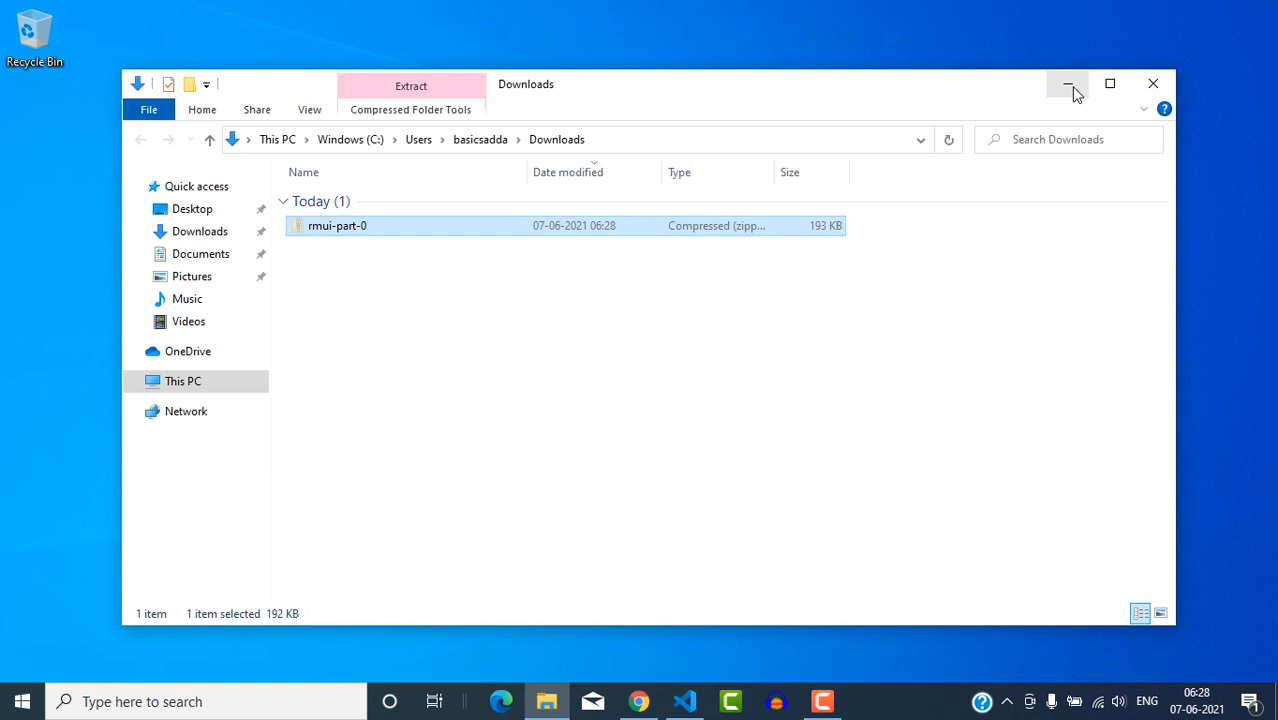 Recycle Bin
Extract
Downloads
File
Home
Share
View
Compressed Folder Tools
This PC
Windows (C:)
Users
basicsadda
Downloads
Search Downloads
Name
Date modified
Type
Size
Today (1)
rmui-part-0
07-06-2021 06:28
Compressed (zipp...
193 KB
Quick access
Desktop
Downloads
Documents
Pictures
Music
Videos
OneDrive
This PC
Network
1 item
1 item selected 192 KB
Type here to search
ENG
06:28
07-06-2021
1